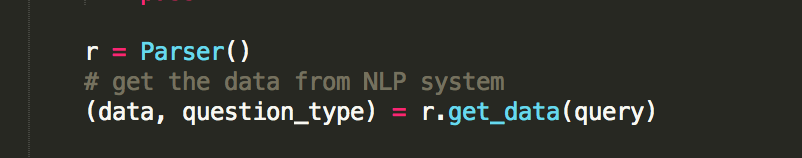 r = Parser()
# get the data from NLP system
(data, question_type) = r.get_data(query)